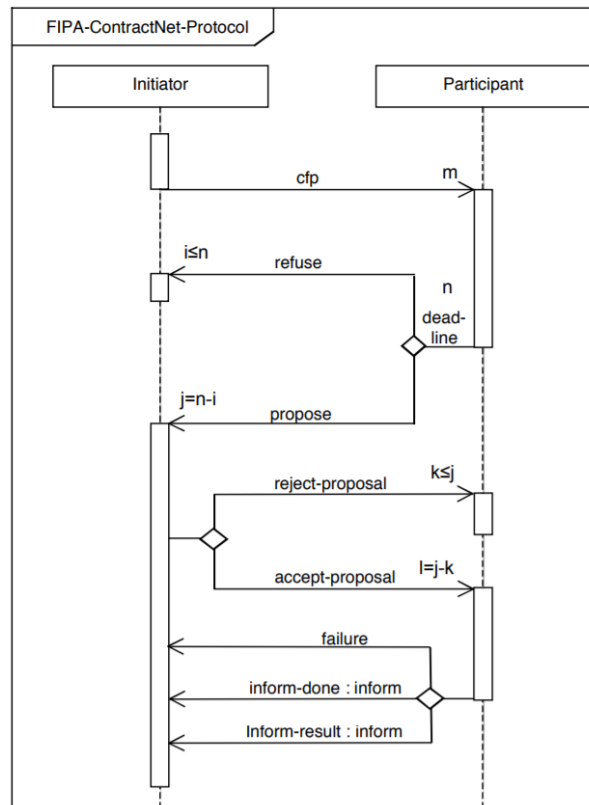 FIPA-ContractNet-Protocol
Initiator
Participant
cfp
m
i≤n
refuse
n
dead-
line
j=n-i
propose
reject-proposal
k≤j
accept-proposal
l=j-k
failure
inform-done : inform
Inform-result : inform